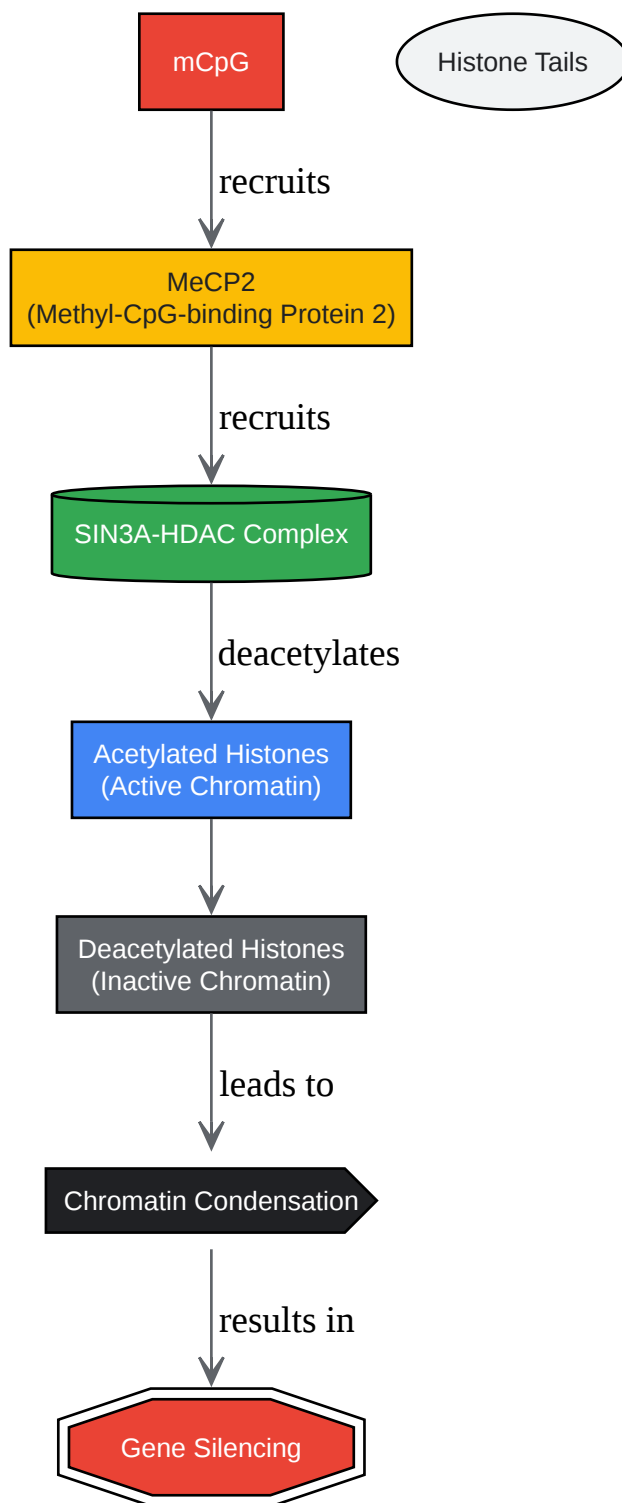 mCpG
Histone Tails
recruits
MeCP2
(Methyl-CpG-binding Protein 2)
recruits
SIN3A-HDAC Complex
deacetylates
Acetylated Histones
(Active Chromatin)
Deacetylated Histones
(Inactive Chromatin)
leads to
Chromatin Condensation
results in
Gene Silencing